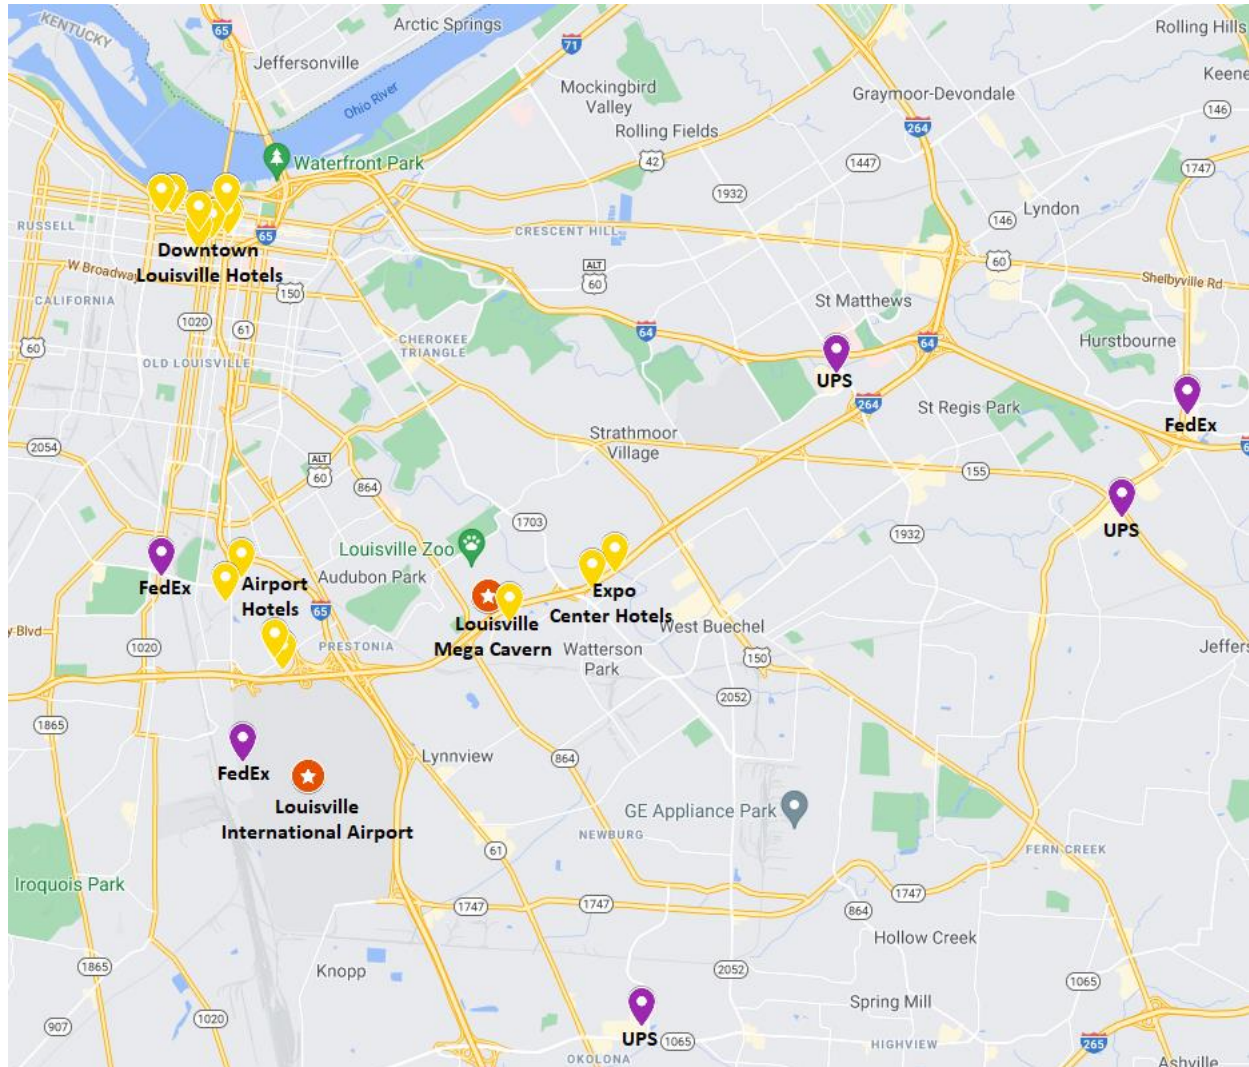 KENTUCKY
65
Arctic Springs
71
Rolling Hills
Jeffersonville
Mockingbird
Valley
Keene
Ohio River
Graymoor-Devondale
146
Rolling Fields
264
Waterfront Park
42
1447
1747
1932
Lyndon
146
RUSSELL
65
CRESCENT HILL
Downtown
Louisville Hotels
W Broadway
ALT
60
60
Shelbyville Rd
150
CALIFORNIA
St Matthews
1020
61
64
60
CHEROKEE
TRIANGLE
64
Hurstbourne
OLD LOUISVILLE
UPS
264
St Regis Park
FedEx
Strathmoor
Village
2054
ALT
60
155
864
UPS
1703
1932
Louisville Zoo
FedEx
Audubon Park
Airport
Hotels
Expo
Center Hotels
65
Louisville
Mega Cavern
y Blvd
1020
PRESTONIA
West Buechel
Watterson
Park
150
Jeffers
2052
1865
Lynnview
864
FedEx
Louisville
International Airport
GE Appliance Park
NEWBURG
61
FERN CREEK
Iroquois Park
1747
1747
1747
864
Hollow Creek
1865
Knopp
2052
1065
Spring Mill
907
1020
UPS
1065
HIGHVIEW
265
OKOLONA
Ashville